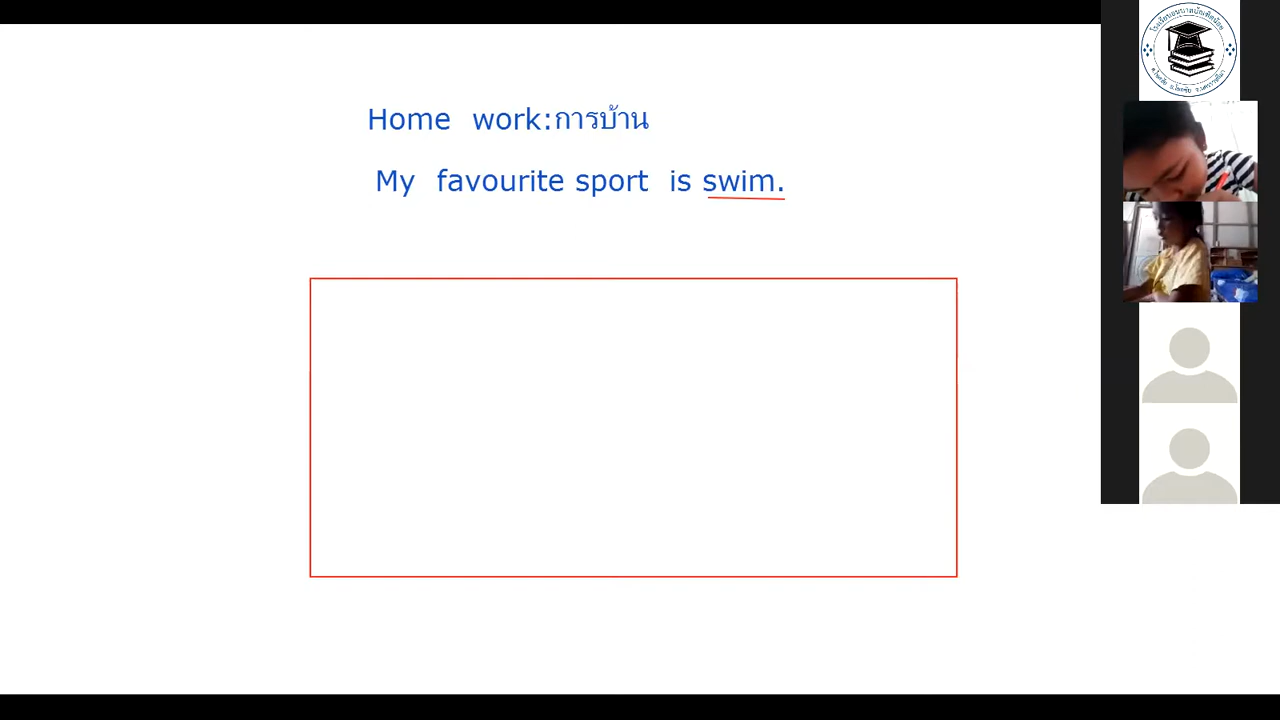 Home work:การบ้าน
My favourite sport is swim.